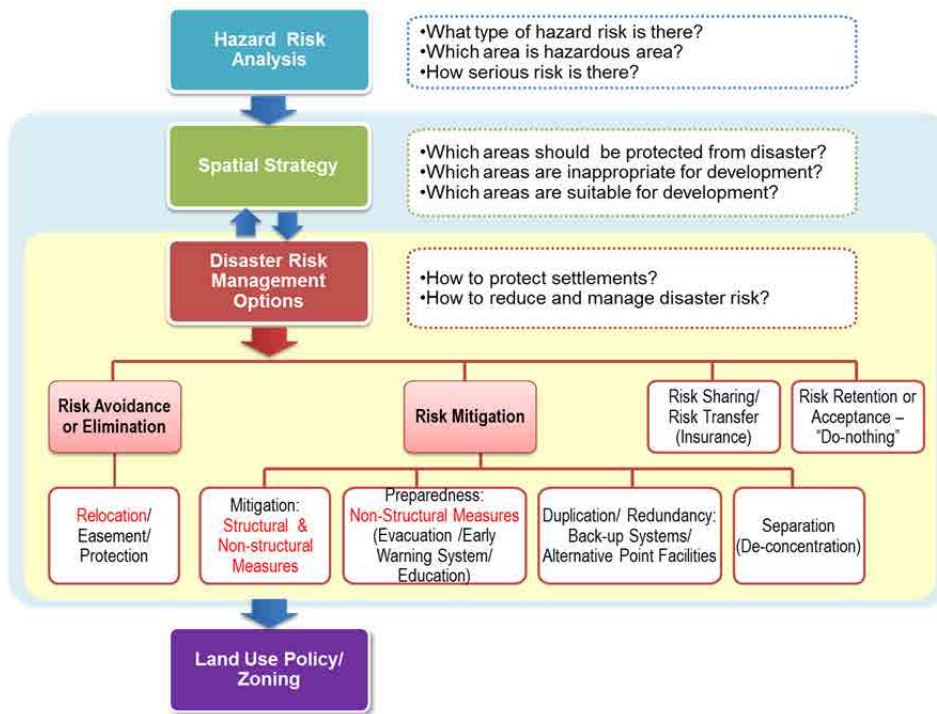 Hazard Risk
Analysis
•What type of hazard risk is there?
•Which area is hazardous area?
•How serious risk is there?
Spatial Strategy
•Which areas should be protected from disaster?
•Which areas are inappropriate for development?
•Which areas are suitable for development?
Disaster Risk
Management
Options
•How to protect settlements?
•How to reduce and manage disaster risk?
Risk Avoidance
or Elimination
Risk Mitigation
Risk Sharing/
Risk Transfer
(Insurance)
Risk Retention or
Acceptance –
"Do-nothing"
Relocation/
Easement/
Protection
Mitigation:
Structural &
Non-structural
Measures
Preparedness:
Non-Structural Measures
(Evacuation /Early
Warning System/
Education)
Duplication/ Redundancy:
Back-up Systems/
Alternative Point Facilities
Separation
(De-concentration)
Land Use Policy/
Zoning